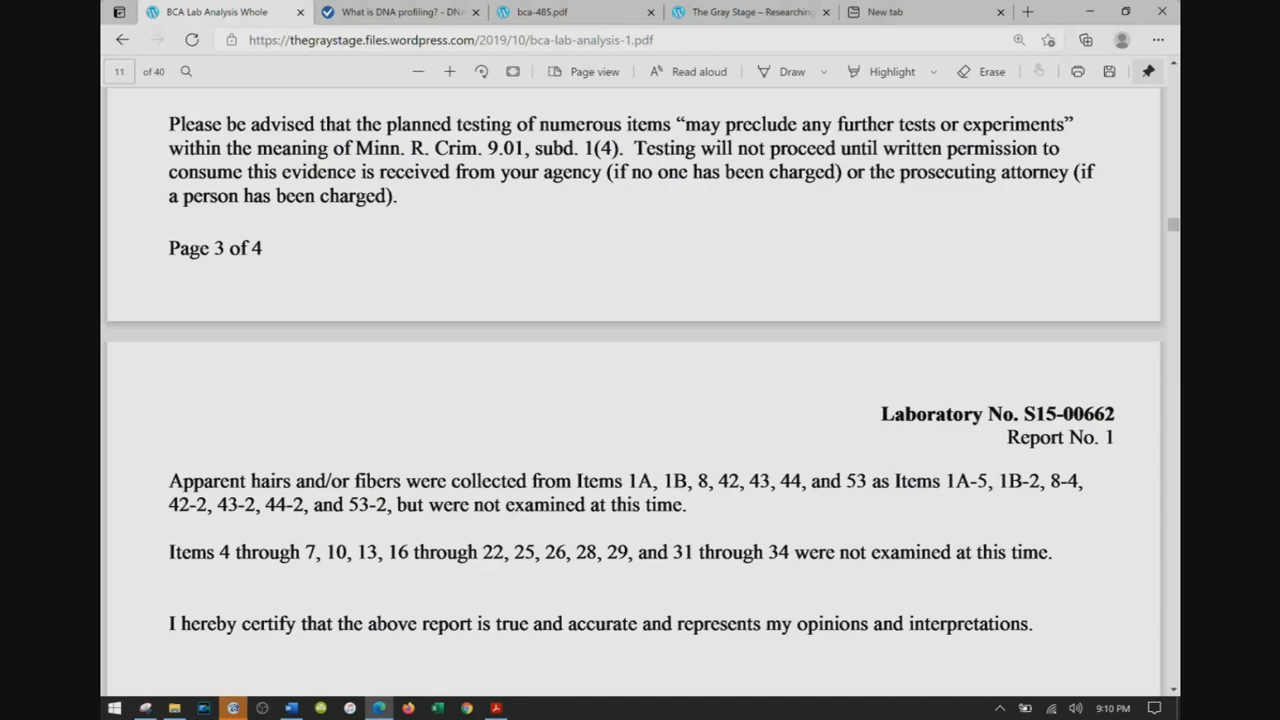 BCA Lab Analysis Whole
What is DNA profiling? - DN
bca-485.pdf
The Gray Stage – Researching
New tab
https://thegraystage.files.wordpress.com/2019/10/bca-lab-analysis-1.pdf
11 of 40
Page view
Read aloud
Draw
Highlight
Erase
Please be advised that the planned testing of numerous items “may preclude any further tests or experiments”
within the meaning of Minn. R. Crim. 9.01, subd. 1(4). Testing will not proceed until written permission to
consume this evidence is received from your agency (if no one has been charged) or the prosecuting attorney (if
a person has been charged).
Page 3 of 4
Laboratory No. S15-00662
Report No. 1
Apparent hairs and/or fibers were collected from Items 1A, 1B, 8, 42, 43, 44, and 53 as Items 1A-5, 1B-2, 8-4,
42-2, 43-2, 44-2, and 53-2, but were not examined at this time.
Items 4 through 7, 10, 13, 16 through 22, 25, 26, 28, 29, and 31 through 34 were not examined at this time.
I hereby certify that the above report is true and accurate and represents my opinions and interpretations.
9:10 PM